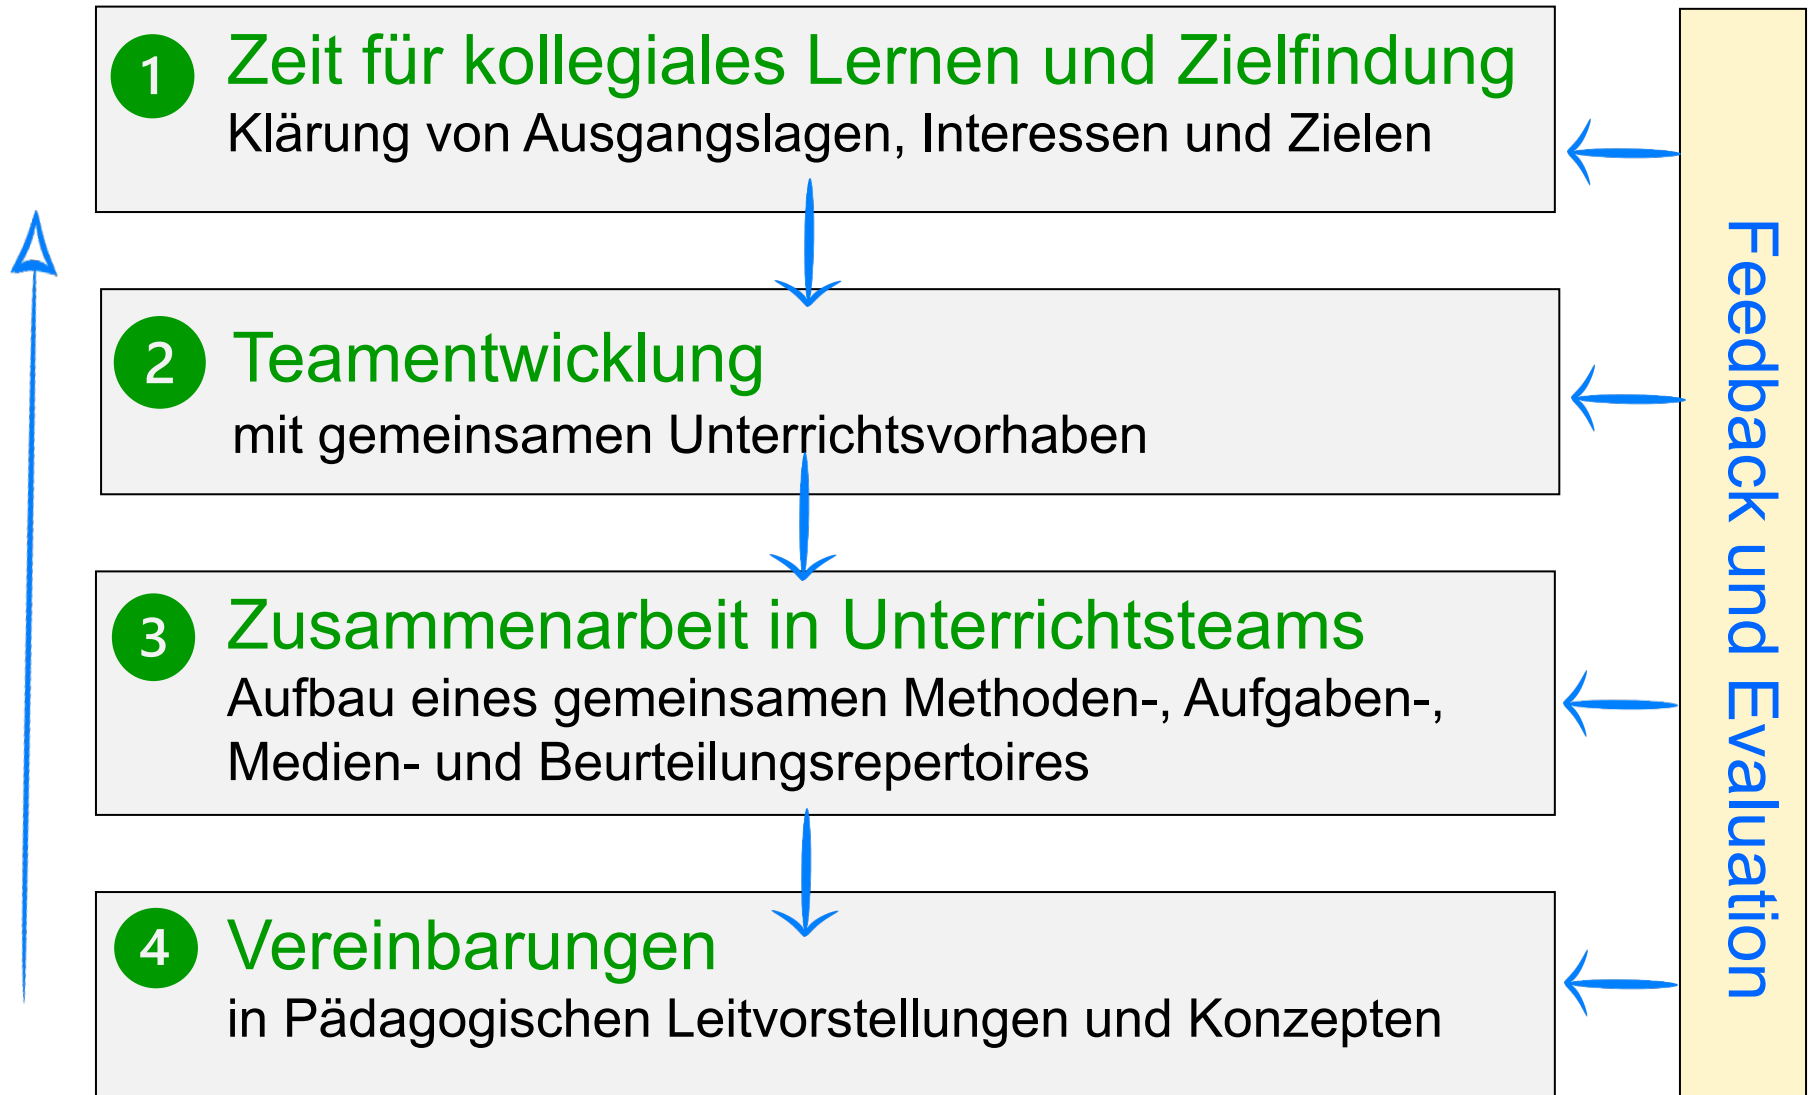 1 Zeit für kollegiales Lernen und Zielfindung
Klärung von Ausgangslagen, Interessen und Zielen
2 Teamentwicklung
mit gemeinsamen Unterrichtsvorhaben
3 Zusammenarbeit in Unterrichtsteams
Aufbau eines gemeinsamen Methoden-, Aufgaben-,
Medien- und Beurteilungsrepertoires
4 Vereinbarungen
in Pädagogischen Leitvorstellungen und Konzepten
Feedback und Evaluation